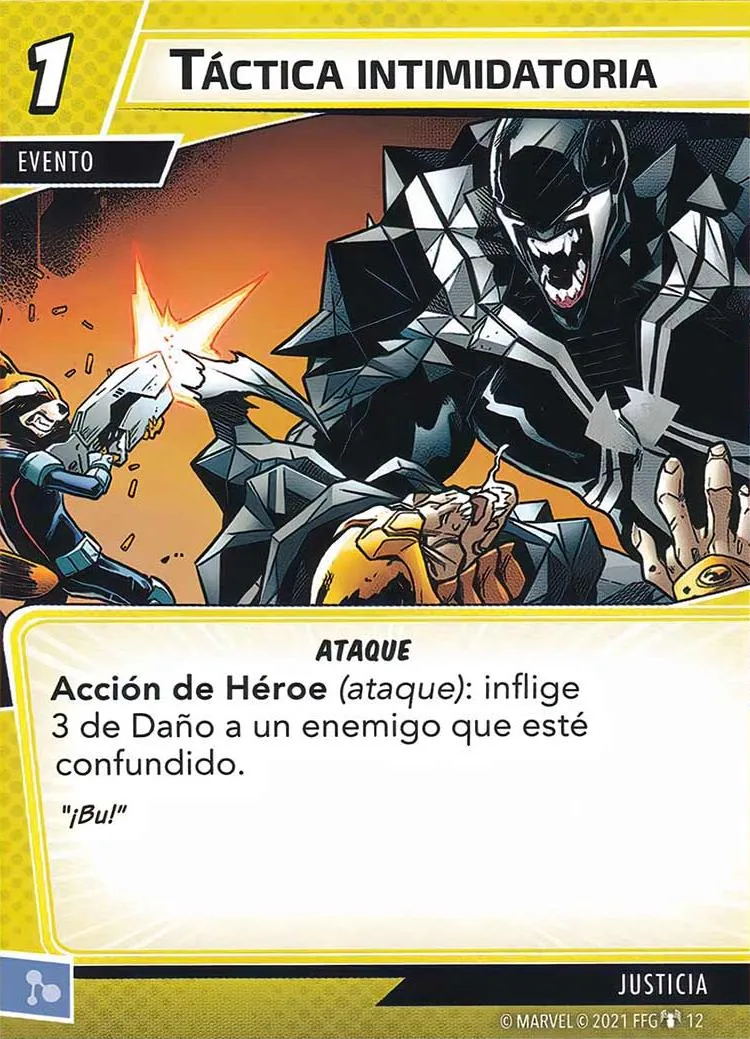 1
TÁCTICA INTIMIDATORIA
EVENTO
ATAQUE
Acción de Héroe (ataque): inflige
3 de Daño a un enemigo que esté
confundido.
"¡Bu!"
JUSTICIA
© MARVEL © 2021 FFG 12